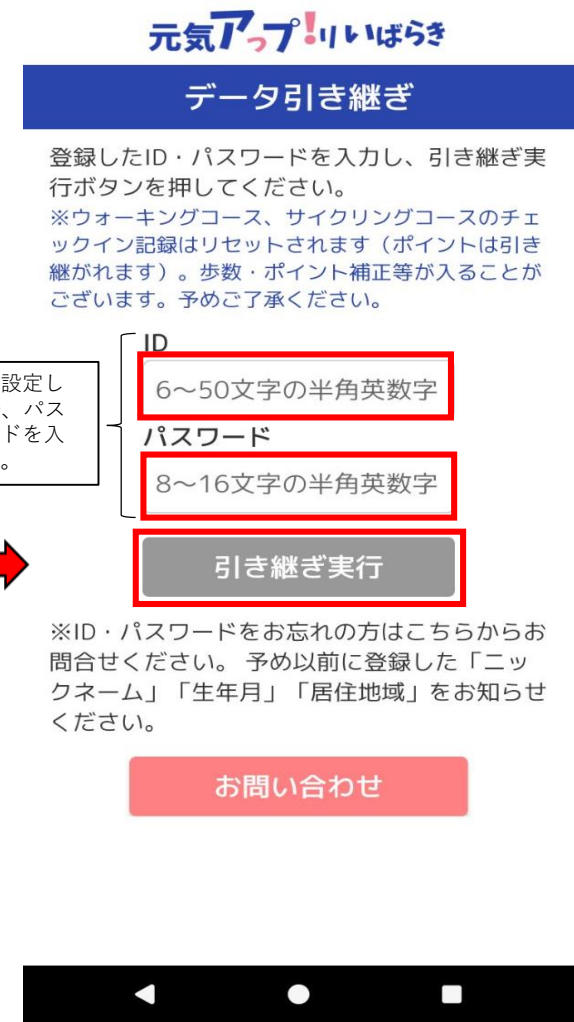 元気アップ!りいばらき
データ引き継ぎ
登録したID・パスワードを入力し、引き継ぎ実
行ボタンを押してください。
※ウォーキングコース、サイクリングコースのチェ
ックイン記録はリセットされます（ポイントは引き
継がれます）。歩数・ポイント補正等が入ることが
ございます。予めご了承ください。
設定し
、パス
ドを入
。
ID
6～50文字の半角英数字
パスワード
8～16文字の半角英数字
引き継ぎ実行
※ID・パスワードをお忘れの方はこちらからお
問合せください。 予め以前に登録した「ニッ
クネーム」「生年月」「居住地域」をお知らせ
ください。
お問い合わせ